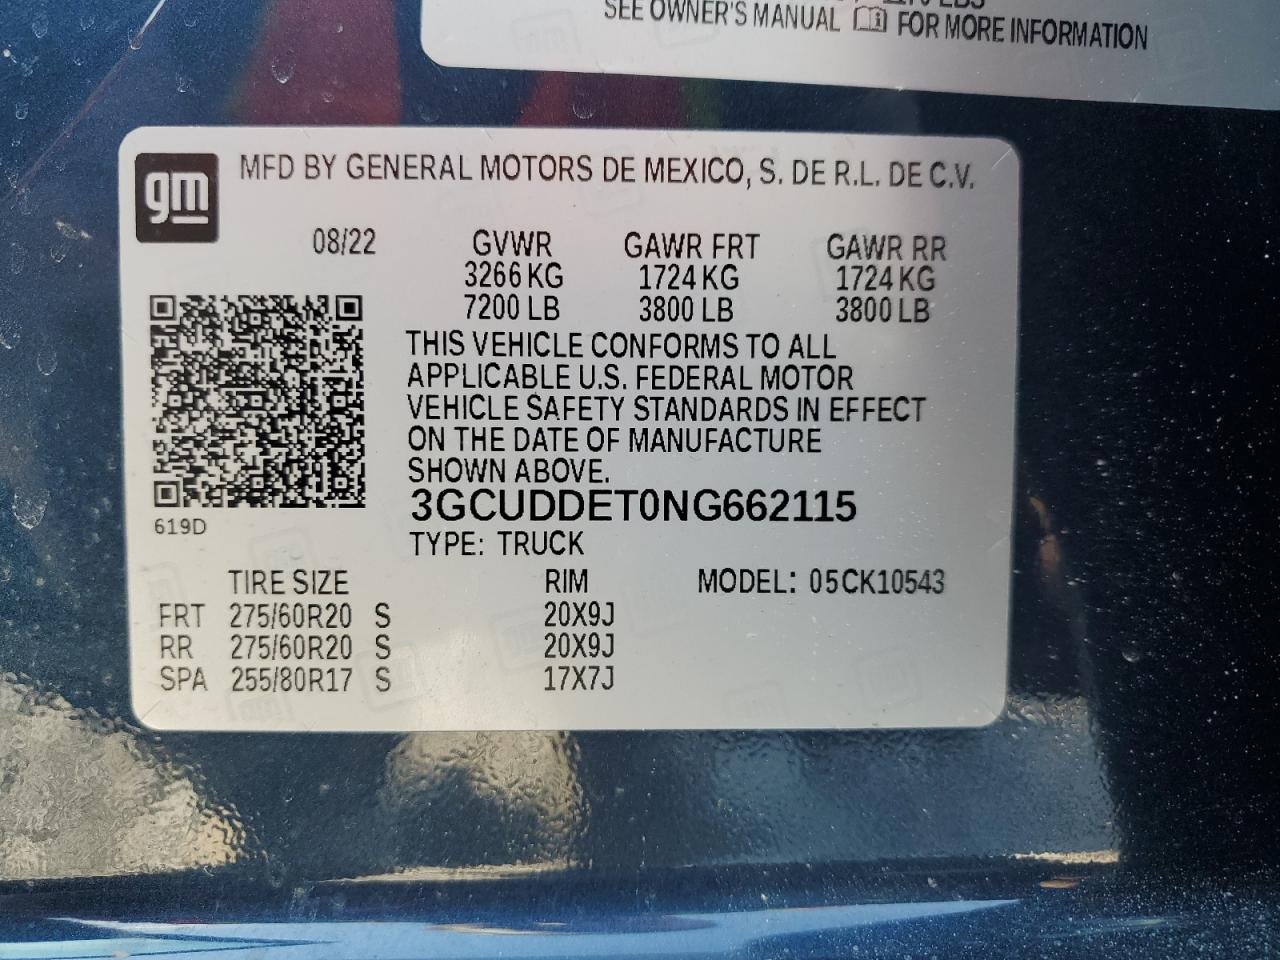 SEE OWNER'S MANUAL FOR MORE INFORMATION
gm
MFD BY GENERAL MOTORS DE MEXICO, S. DE R.L. DE C.V.
08/22 GVWR GAWR FRT GAWR RR
3266 KG 1724 KG 1724 KG
7200 LB 3800 LB 3800 LB
THIS VEHICLE CONFORMS TO ALL
APPLICABLE U.S. FEDERAL MOTOR
VEHICLE SAFETY STANDARDS IN EFFECT
ON THE DATE OF MANUFACTURE
SHOWN ABOVE.
3GCUDDET0NG662115
619D
TYPE: TRUCK
TIRE SIZE RIM MODEL: 05CK10543
FRT 275/60R20 S 20X9J
RR 275/60R20 S 20X9J
SPA 255/80R17 S 17X7J